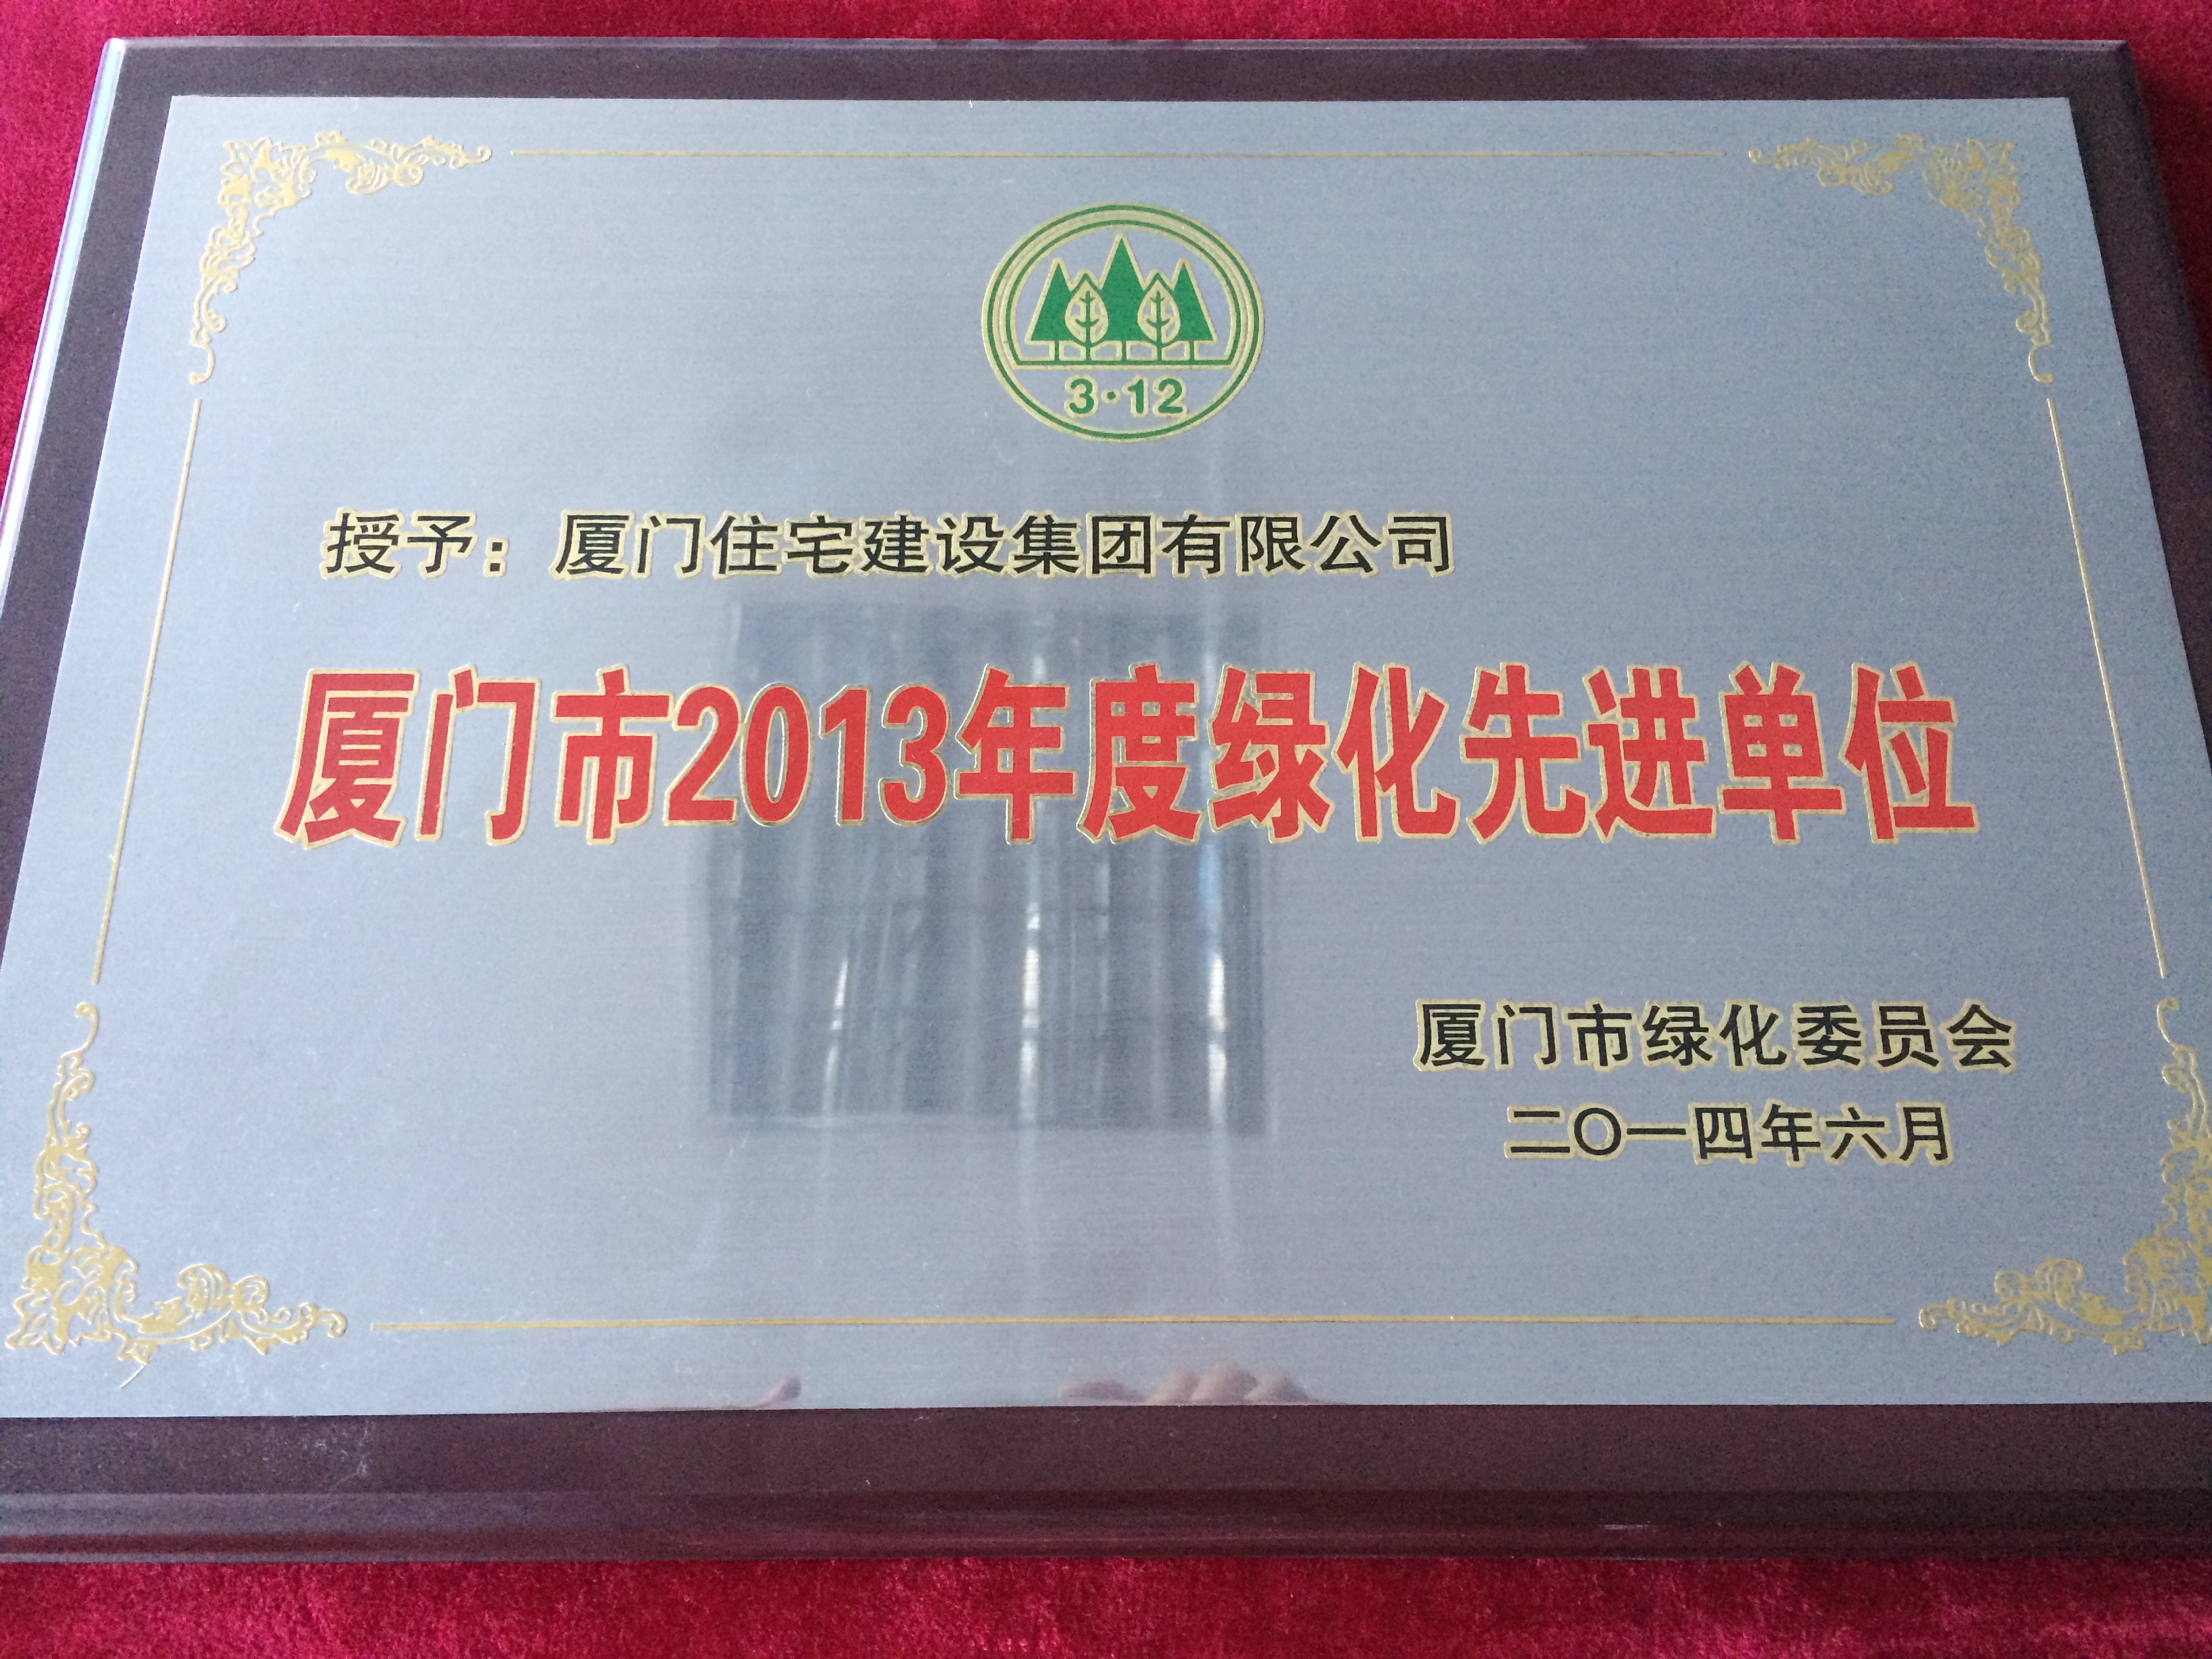 3·12
授予：厦门住宅建设集团有限公司
厦门市2013年度绿化先进单位
厦门市绿化委员会
二〇一四年六月